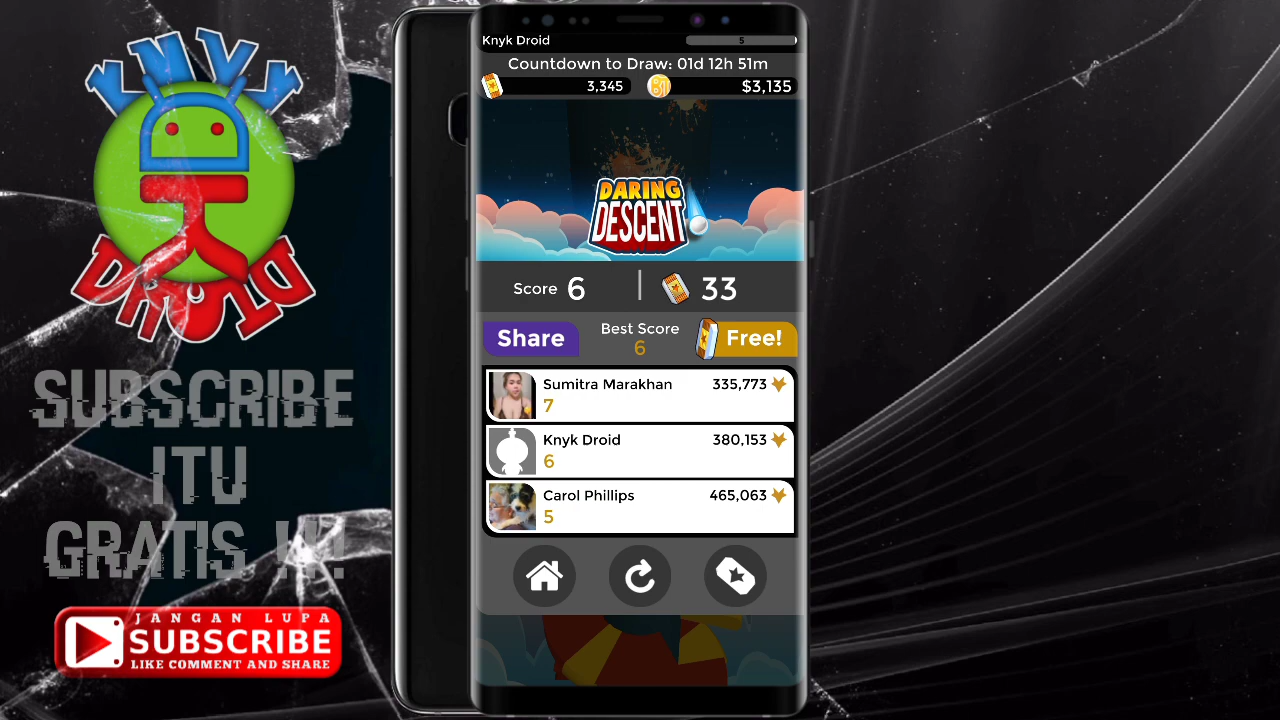 KNYK
DROID
SUBSCRIBE
ITU
GRATIS !!!
JANGAN LUPA
SUBSCRIBE
LIKE COMMENT AND SHARE
Knyk Droid
5
Countdown to Draw: 01d 12h 51m
3,345
$3,135
DARING
DESCENT
Score 6
33
Share
Best Score
6
Free!
Sumitra Marakhan 335,773
7
Knyk Droid 380,153
6
Carol Phillips 465,063
5